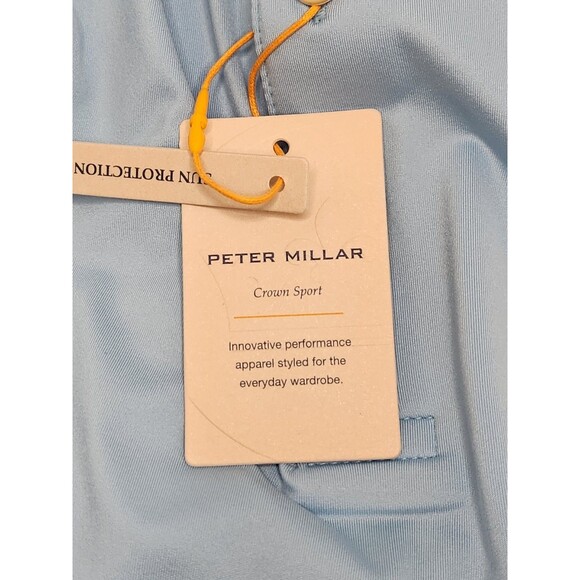 SUN PROTECTION
PETER MILLAR
Crown Sport
Innovative performance
apparel styled for the
everyday wardrobe.